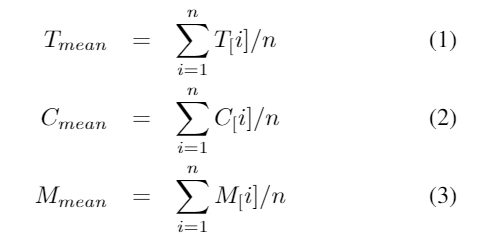 T_{mean} = \sum_{i=1}^{n} T_[i]/n (1)
C_{mean} = \sum_{i=1}^{n} C_[i]/n (2)
M_{mean} = \sum_{i=1}^{n} M_[i]/n (3)